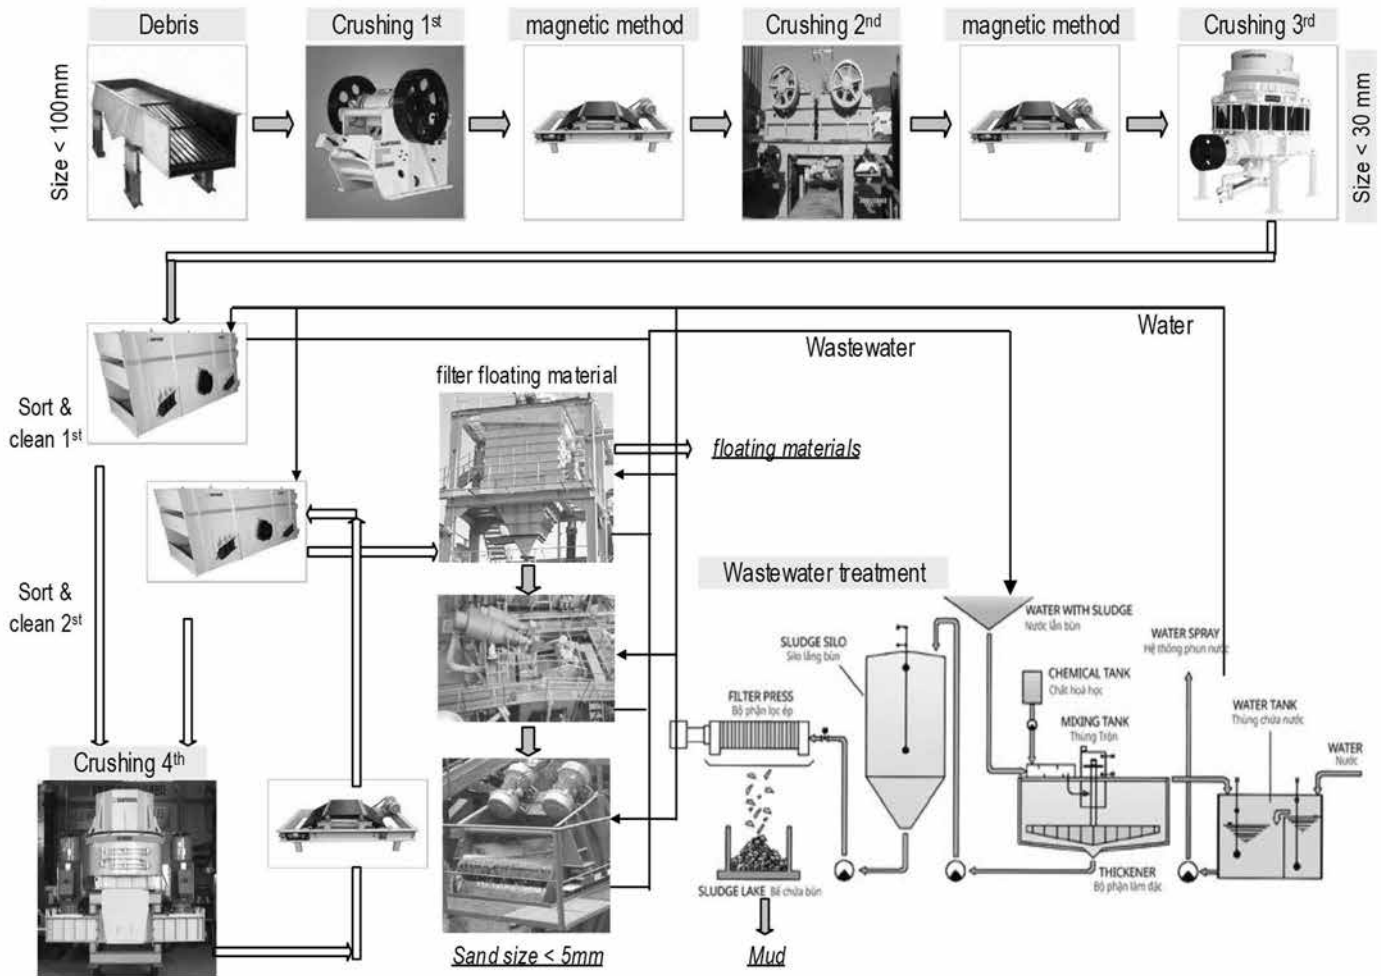 Debris
Crushing 1st
magnetic method
Crushing 2nd
magnetic method
Crushing 3rd
Size < 100mm
Size < 30 mm
Water
Wastewater
filter floating material
Sort &
clean 1st
floating materials
Sort &
clean 2st
Wastewater treatment
WATER WITH SLUDGE
Nước lẫn bùn
WATER SPRAY
Hệ thống phun nước
SLUDGE SILO
Silo lắng bùn
CHEMICAL TANK
Chất hoá học
FILTER PRESS
Bộ phận lọc ép
MIXING TANK
Thùng Trộn
WATER TANK
Thùng chứa nước
WATER
Nước
Crushing 4th
THICKENER
Bộ phận làm đặc
SLUDGE LAKE Bể chứa bùn
Sand size < 5mm
Mud